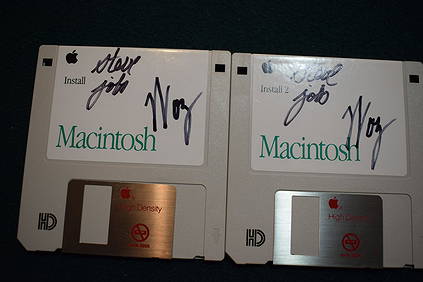 Install
Steve
jobs
Woz
Macintosh
High Density
HD
Install 2
Steve
jobs
Woz
Macintosh
High Density
HD